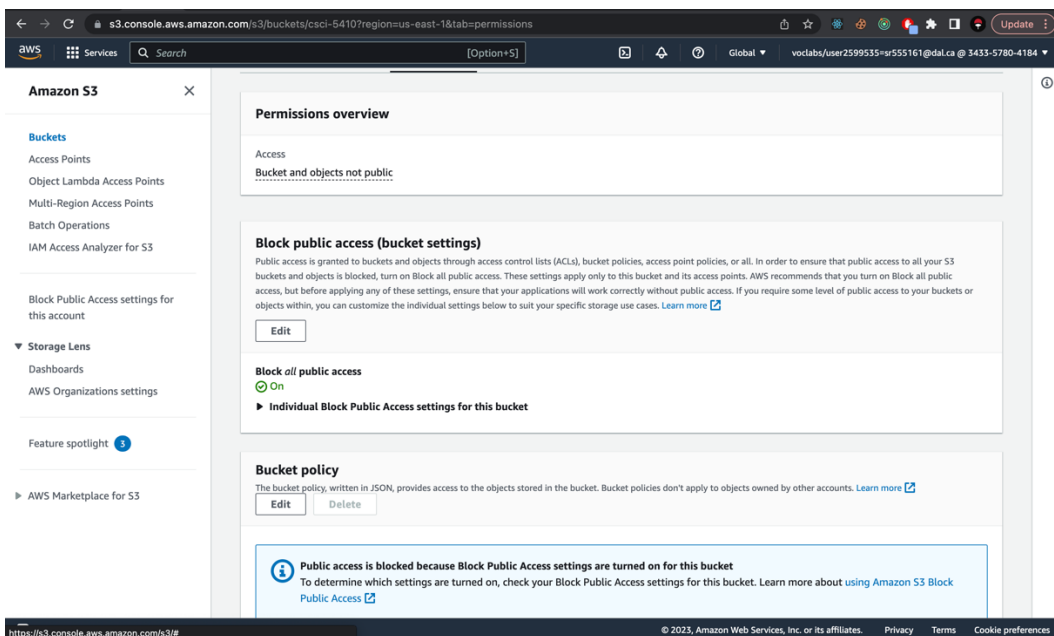 s3.console.aws.amazon.com/s3/buckets/csci-5410?region=us-east-1&tab=permissions
Update
aws
Services
Search
[Option+S]
Global
voclabs/user2599535=sr555161@dal.ca @ 3433-5780-4184
Amazon S3
Buckets
Access Points
Object Lambda Access Points
Multi-Region Access Points
Batch Operations
IAM Access Analyzer for S3
Block Public Access settings for
this account
Storage Lens
Dashboards
AWS Organizations settings
Feature spotlight 3
AWS Marketplace for S3
Permissions overview
Access
Bucket and objects not public
Block public access (bucket settings)
Public access is granted to buckets and objects through access control lists (ACLs), bucket policies, access point policies, or all. In order to ensure that public access to all your S3
buckets and objects is blocked, turn on Block all public access. These settings apply only to this bucket and its access points. AWS recommends that you turn on Block all public
access, but before applying any of these settings, ensure that your applications will work correctly without public access. If you require some level of public access to your buckets or
objects within, you can customize the individual settings below to suit your specific storage use cases. Learn more
Edit
Block all public access
On
Individual Block Public Access settings for this bucket
Bucket policy
The bucket policy, written in JSON, provides access to the objects stored in the bucket. Bucket policies don't apply to objects owned by other accounts. Learn more
Edit
Delete
Public access is blocked because Block Public Access settings are turned on for this bucket
To determine which settings are turned on, check your Block Public Access settings for this bucket. Learn more about using Amazon S3 Block
Public Access
https://s3.console.aws.amazon.com/s3/#
© 2023, Amazon Web Services, Inc. or its affiliates.
Privacy
Terms
Cookie preferences